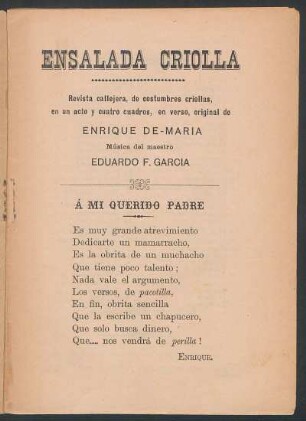 ENSALADA CRIOLLA
Revista callejera, de costumbres criollas,
en un acto y cuatro cuadros, en verso, original de
ENRIQUE DE-MARIA
Música del maestro
EDUARDO F. GARCIA
Á MI QUERIDO PADRE
Es muy grande atrevimiento
Dedicarte un mamarracho,
Es la obrita de un muchacho
Que tiene poco talento;
Nada vale el argumento,
Los versos, de pacotilla,
En fin, obrita sencilla
Que la escribe un chapucero,
Que solo busca dinero,
Que.... nos vendrá de perilla!
ENRIQUE.